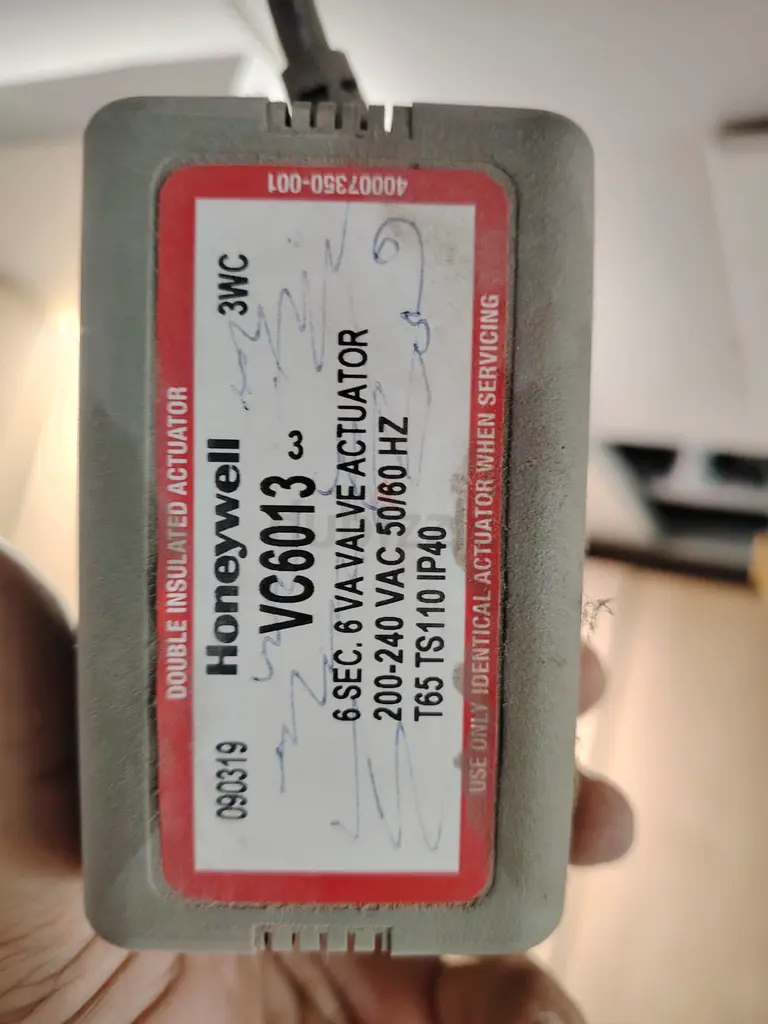 40007350-001
DOUBLE INSULATED ACTUATOR
090319 Honeywell 3WC
VC6013 3
6 SEC. 6 VA VALVE ACTUATOR
200-240 VAC 50/60 HZ
T65 TS110 IP40
USE ONLY IDENTICAL ACTUATOR WHEN SERVICING